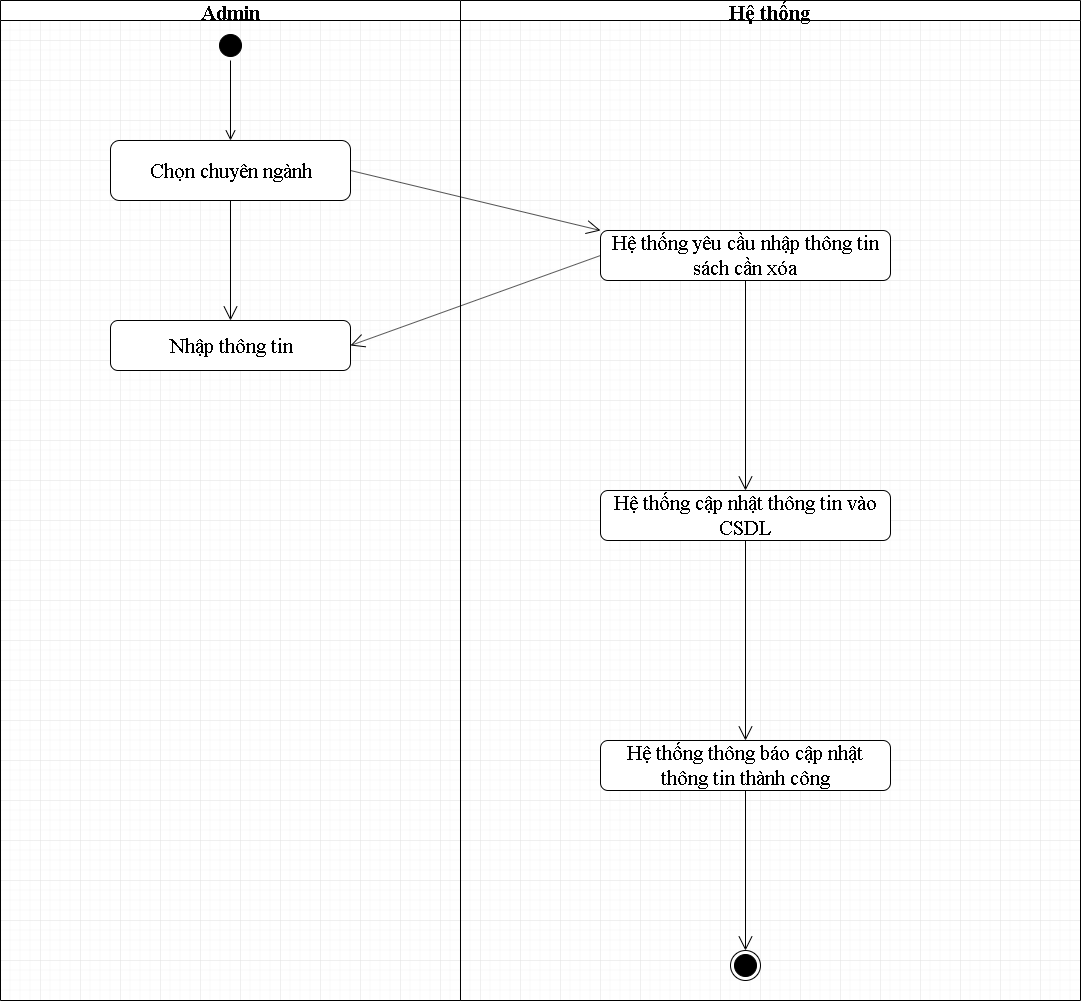 Admin
Hệ thống
Chọn chuyên ngành
Hệ thống yêu cầu nhập thông tin
sách cần xóa
Nhập thông tin
Hệ thống cập nhật thông tin vào
CSDL
Hệ thống thông báo cập nhật
thông tin thành công